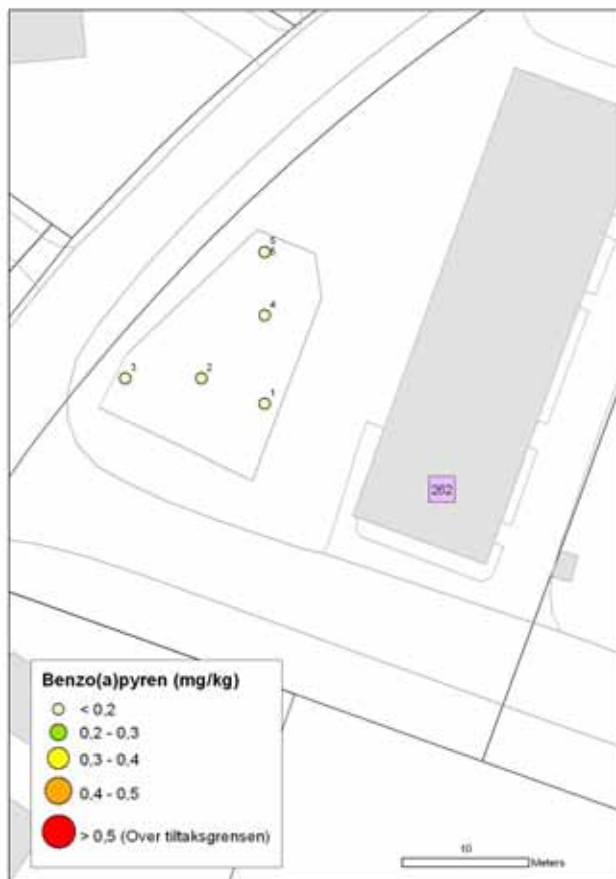 5
6
4
3
2
1
262
Benzo(a)pyren (mg/kg)
< 0,2
0,2 - 0,3
0,3 - 0,4
0,4 - 0,5
> 0,5 (Over tiltaksgrensen)
10
Meters